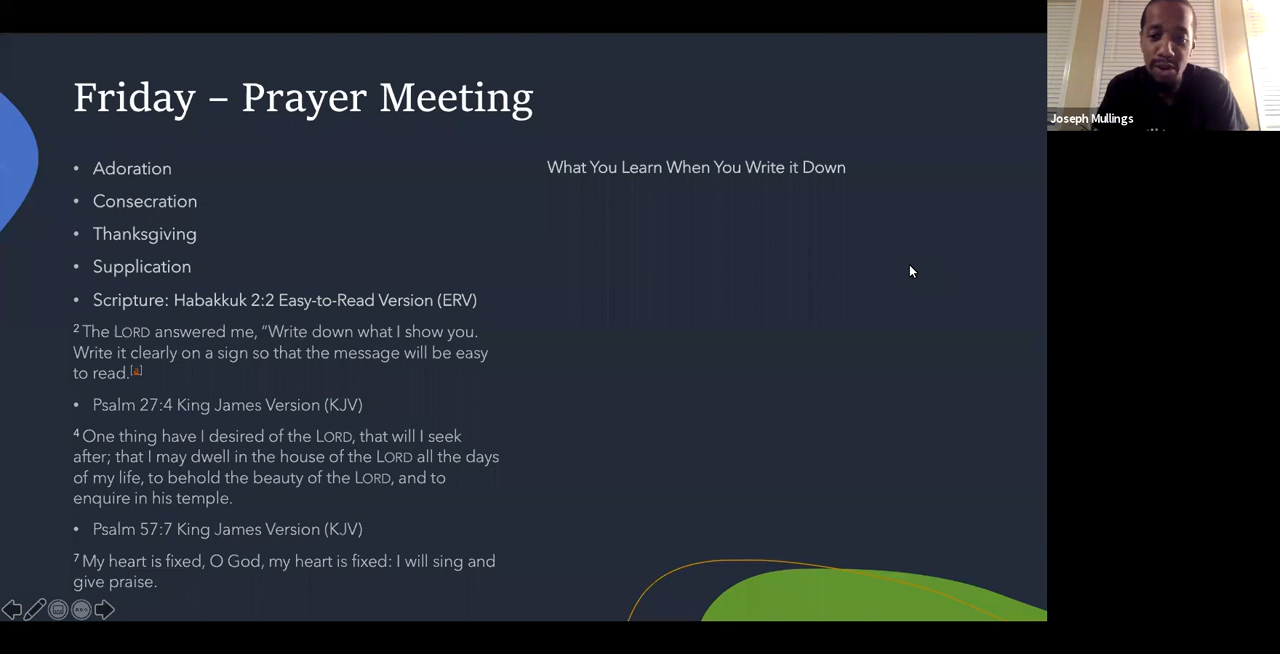 Friday – Prayer Meeting
• Adoration
• Consecration
• Thanksgiving
• Supplication
• Scripture: Habakkuk 2:2 Easy-to-Read Version (ERV)
2 The LORD answered me, “Write down what I show you.
Write it clearly on a sign so that the message will be easy
to read.[a]
• Psalm 27:4 King James Version (KJV)
4 One thing have I desired of the LORD, that will I seek
after; that I may dwell in the house of the LORD all the days
of my life, to behold the beauty of the LORD, and to
enquire in his temple.
• Psalm 57:7 King James Version (KJV)
7 My heart is fixed, O God, my heart is fixed: I will sing and
give praise.
What You Learn When You Write it Down
Joseph Mullings